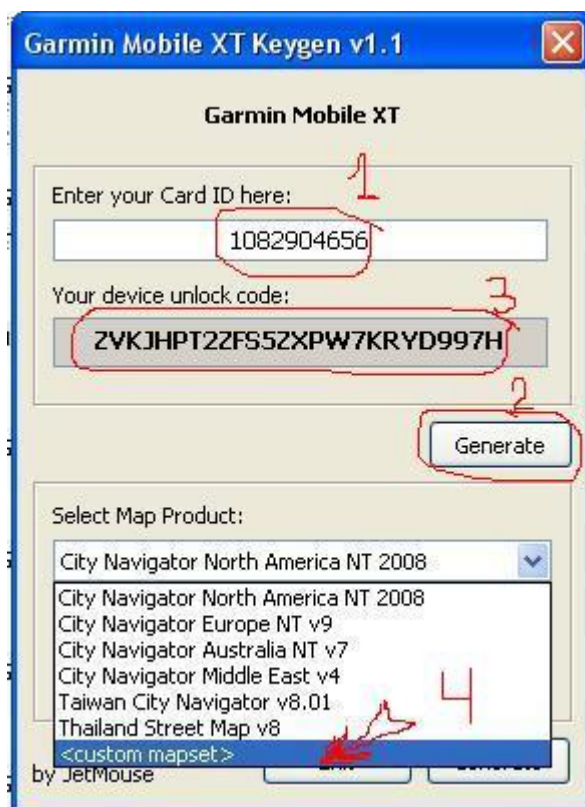 Garmin Mobile XT Keygen v1.1
Garmin Mobile XT
1
Enter your Card ID here:
1082904656
Your device unlock code:
3
ZVKJHPT2ZFS5ZXPW7KRYD997H
2
Generate
Select Map Product:
City Navigator North America NT 2008
City Navigator North America NT 2008
City Navigator Europe NT v9
City Navigator Australia NT v7
City Navigator Middle East v4
4
Taiwan City Navigator v8.01
Thailand Street Map v8
<custom mapset>
by JetMouse